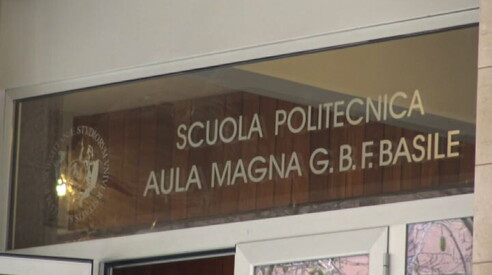 SCUOLA POLITECNICA
AULA MAGNA G.B.F. BASILE